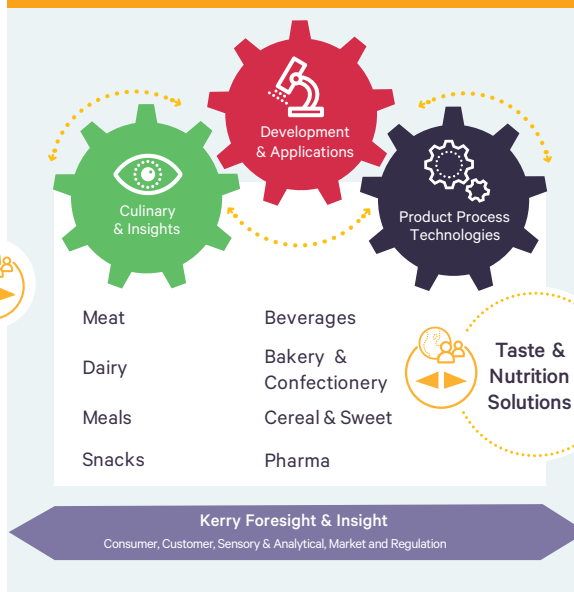 Development
& Applications
Culinary
& Insights
Product Process
Technologies
Meat
Beverages
Dairy
Bakery &
Confectionery
Meals
Cereal & Sweet
Snacks
Pharma
Taste &
Nutrition
Solutions
Kerry Foresight & Insight
Consumer, Customer, Sensory & Analytical, Market and Regulation